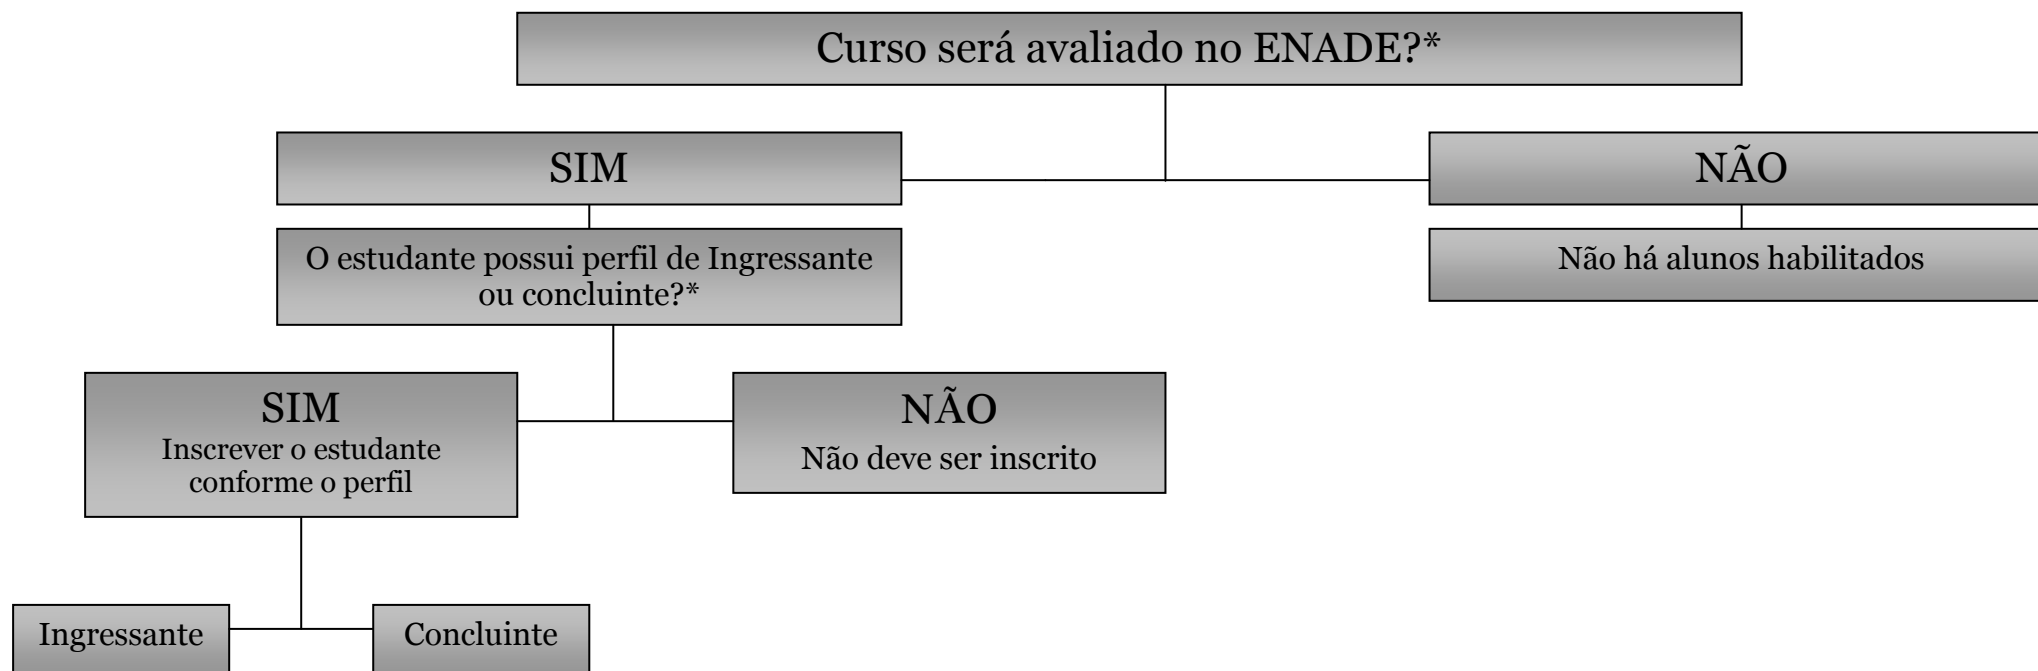 Curso será avaliado no ENADE?*
SIM
NÃO
O estudante possui perfil de Ingressante
ou concluinte?*
Não há alunos habilitados
SIM
Inscrever o estudante
conforme o perfil
NÃO
Não deve ser inscrito
Ingressante
Concluinte